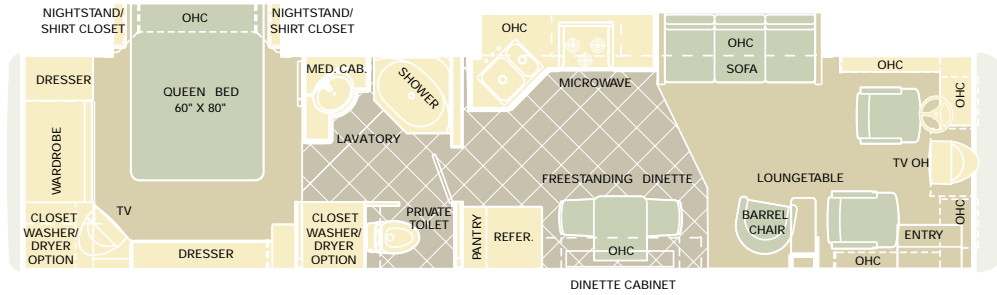 NIGHTSTAND/
SHIRT CLOSET
OHC
NIGHTSTAND/
SHIRT CLOSET
DRESSER
QUEEN BED
60" X 80"
WARDROBE
TV
CLOSET
WASHER/
DRYER
OPTION
DRESSER
MED. CAB.
SHOWER
LAVATORY
CLOSET
WASHER/
DRYER
OPTION
PRIVATE
TOILET
OHC
MICROWAVE
PANTRY
REFER.
FREESTANDING DINETTE
OHC
DINETTE CABINET
OHC
SOFA
OHC
OHC
TV OH
LOUNGETABLE
BARREL
CHAIR
OHC
ENTRY
OHC